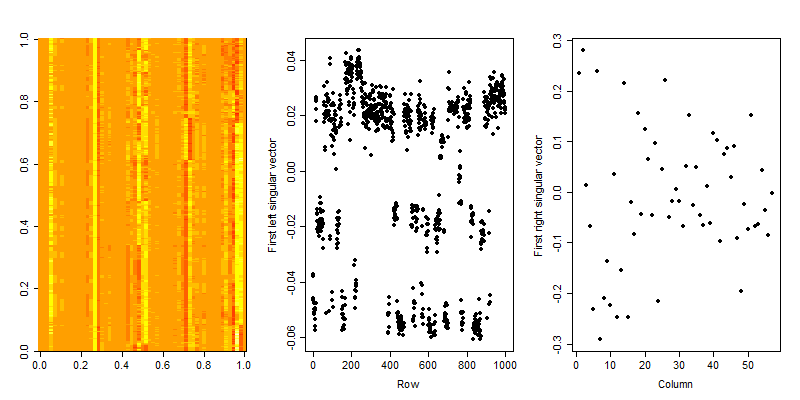 0.0 0.2 0.4 0.6 0.8 1.0
0.0 0.2 0.4 0.6 0.8 1.0
First left singular vector
-0.06 -0.04 -0.02 0.00 0.02 0.04
0 200 400 600 800 1000
Row
First right singular vector
-0.3 -0.2 -0.1 0.0 0.1 0.2 0.3
0 10 20 30 40 50
Column